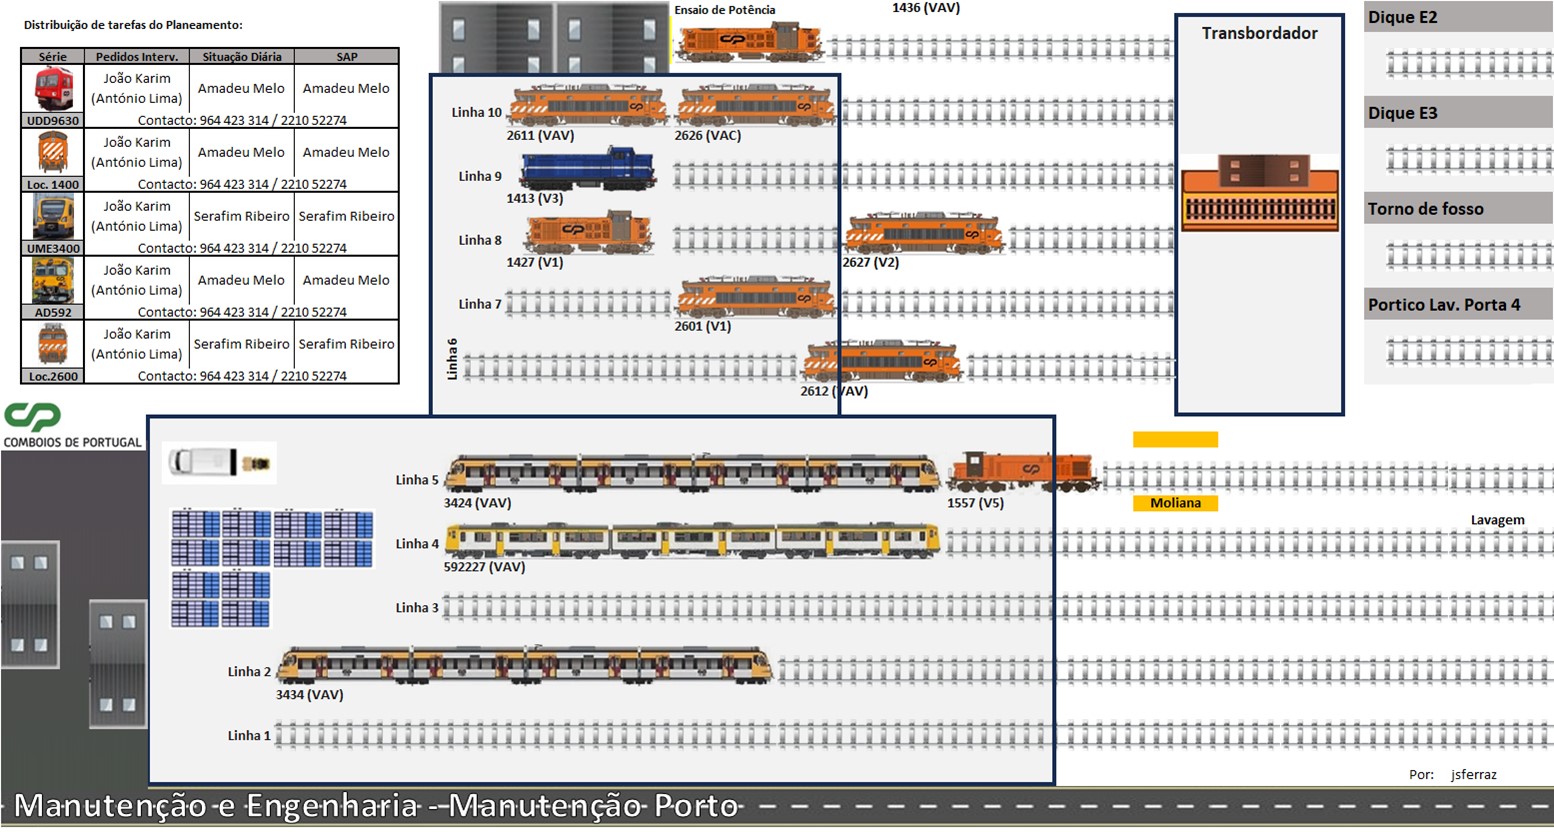 Distribuição de tarefas do Planeamento:
Série Pedidos Interv. Situação Diária SAP
João Karim
(António Lima) Amadeu Melo Amadeu Melo
UDD9630 Contacto: 964 423 314 / 2210 52274
João Karim
(António Lima) Amadeu Melo Amadeu Melo
Loc. 1400 Contacto: 964 423 314 / 2210 52274
João Karim
(António Lima) Serafim Ribeiro Serafim Ribeiro
UME3400 Contacto: 964 423 314 / 2210 52274
João Karim
(António Lima) Amadeu Melo Amadeu Melo
AD592 Contacto: 964 423 314 / 2210 52274
João Karim
(António Lima) Serafim Ribeiro Serafim Ribeiro
Loc.2600 Contacto: 964 423 314 / 2210 52274
CP
COMBOIOS DE PORTUGAL
Ensaio de Potência
1436 (VAV)
Linha 10
2611 (VAV)
2626 (VAC)
Linha 9
1413 (V3)
Linha 8
1427 (V1)
2627 (V2)
Linha 7
2601 (V1)
Linha 6
2612 (VAV)
Transbordador
Dique E2
Dique E3
Torno de fosso
Portico Lav. Porta 4
Linha 5
3424 (VAV)
1557 (V5)
Moliana
Lavagem
Linha 4
592227 (VAV)
Linha 3
Linha 2
3434 (VAV)
Linha 1
Por: jsferraz
Manutenção e Engenharia - Manutenção Porto